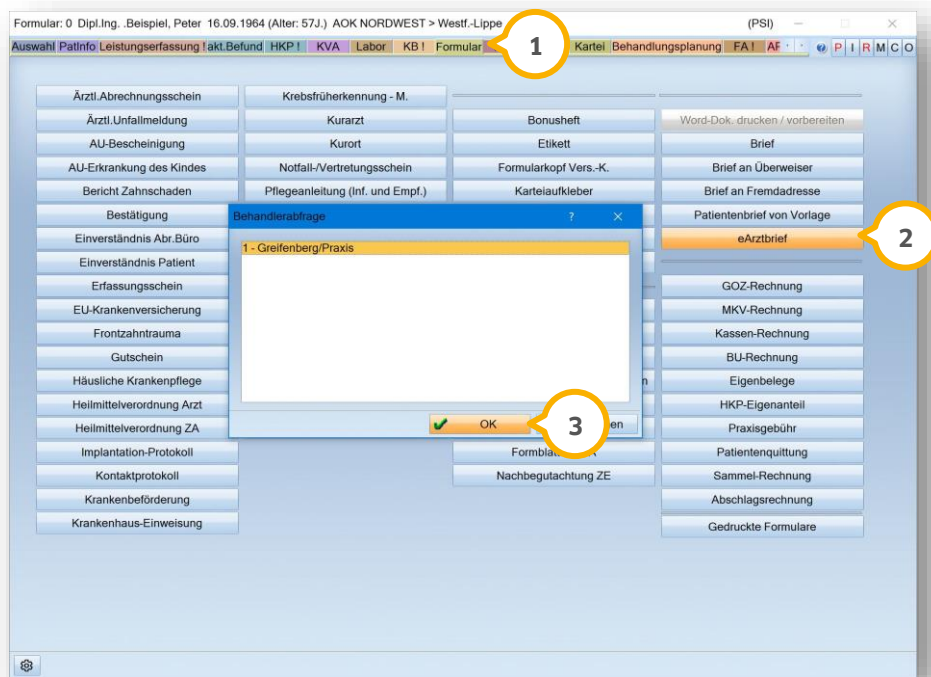 Formular: 0 Dipl.Ing. .Beispiel, Peter 16.09.1964 (Alter: 57J.) AOK NORDWEST > Westf.-Lippe (PSI)
Auswahl PatInfo Leistungserfassung ! akt.Befund HKP ! KVA Labor KB ! Formular 1 Kartei Behandlungsplanung FA ! P I R M C O
Ärztl.Abrechnungsschein Krebsfrüherkennung - M.
Ärztl.Unfallmeldung Kurarzt Bonusheft Word-Dok. drucken / vorbereiten
AU-Bescheinigung Kurort Etikett Brief
AU-Erkrankung des Kindes Notfall-/Vertretungsschein Formularkopf Vers.-K. Brief an Überweiser
Bericht Zahnschaden Pflegeanleitung (Inf. und Empf.) Karteiaufkleber Brief an Fremdadresse
Bestätigung Behandlerabfrage ? Patientenbrief von Vorlage
Einverständnis Abr.Büro 1 - Greifenberg/Praxis eArztbrief 2
Einverständnis Patient
Erfassungsschein GOZ-Rechnung
EU-Krankenversicherung MKV-Rechnung
Frontzahntrauma Kassen-Rechnung
Gutschein BU-Rechnung
Häusliche Krankenpflege Eigenbelege
Heilmittelverordnung Arzt HKP-Eigenanteil
Heilmittelverordnung ZA OK 3 en Praxisgebühr
Implantation-Protokoll Patientenquittung
Kontaktprotokoll Nachbegutachtung ZE Sammel-Rechnung
Krankenbeförderung Abschlagsrechnung
Krankenhaus-Einweisung Gedruckte Formulare